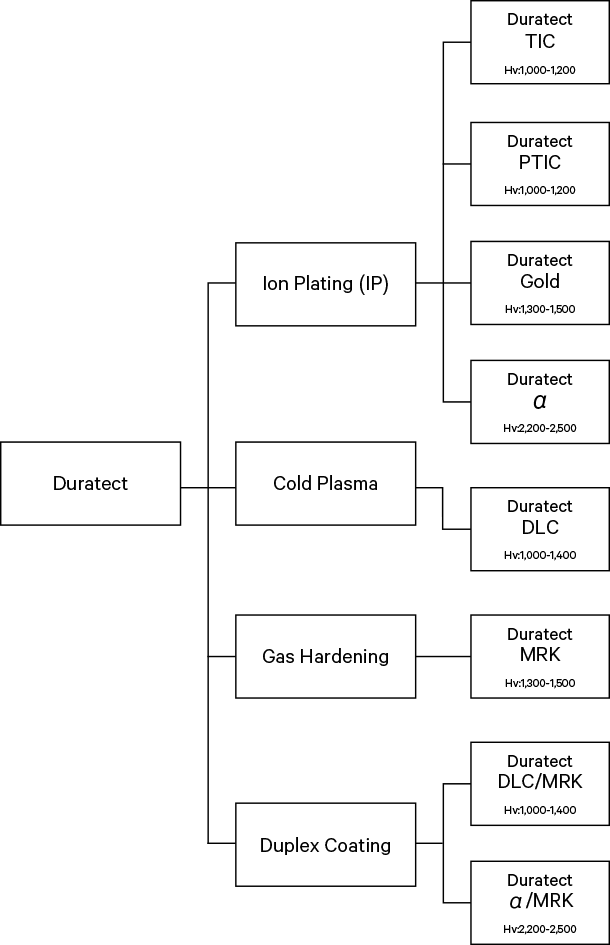 Duratect
Ion Plating (IP)
Duratect
TIC
Hv:1,000-1,200
Duratect
PTIC
Hv:1,000-1,200
Duratect
Gold
Hv:1,300-1,500
Duratect
α
Hv:2,200-2,500
Cold Plasma
Duratect
DLC
Hv:1,000-1,400
Gas Hardening
Duratect
MRK
Hv:1,300-1,500
Duplex Coating
Duratect
DLC/MRK
Hv:1,000-1,400
Duratect
α/MRK
Hv:2,200-2,500